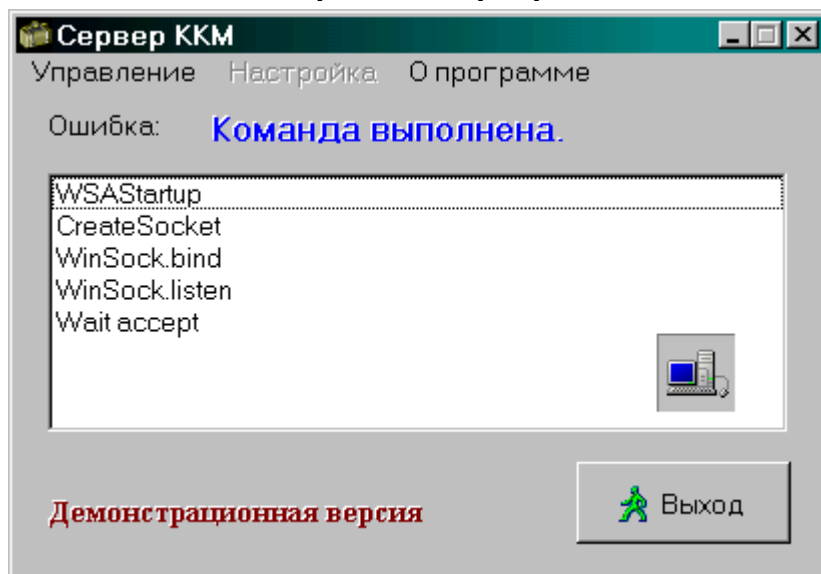 Сервер ККМ
Управление Настройка О программе
Ошибка: Команда выполнена.
WSAStartup
CreateSocket
WinSock.bind
WinSock.listen
Wait accept
Демонстрационная версия
Выход